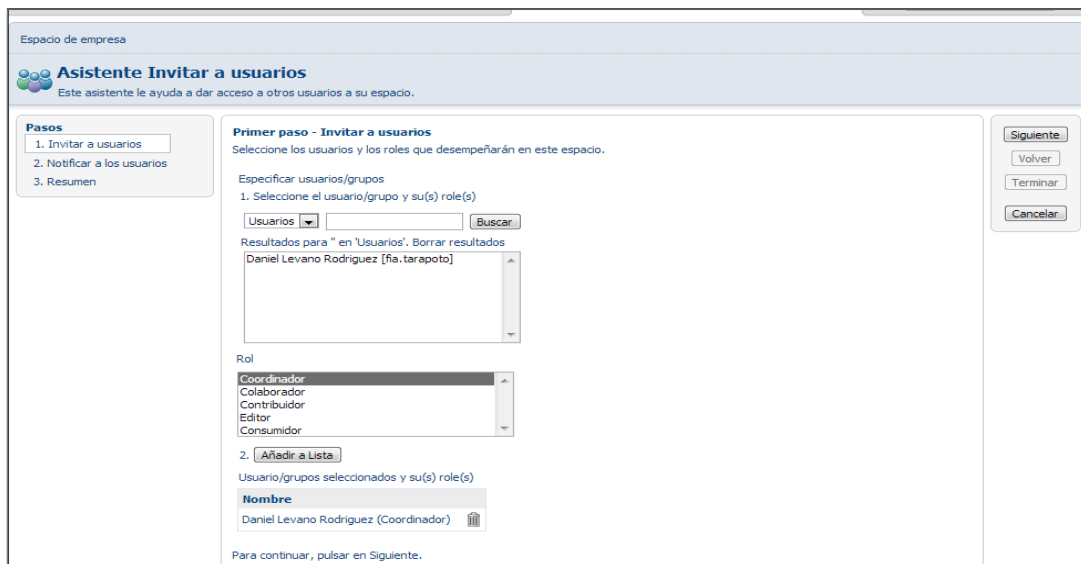 Espacio de empresa
Asistente Invitar a usuarios
Este asistente le ayuda a dar acceso a otros usuarios a su espacio.
Pasos
1. Invitar a usuarios
2. Notificar a los usuarios
3. Resumen
Primer paso - Invitar a usuarios
Seleccione los usuarios y los roles que desempeñarán en este espacio.
Especificar usuarios/grupos
1. Seleccione el usuario/grupo y su(s) role(s)
Usuarios Buscar
Resultados para '' en 'Usuarios'. Borrar resultados
Daniel Levano Rodriguez [fia.tarapoto]
Rol
Coordinador
Colaborador
Contribuidor
Editor
Consumidor
2. Añadir a Lista
Usuario/grupos seleccionados y su(s) role(s)
Nombre
Daniel Levano Rodriguez (Coordinador)
Para continuar, pulsar en Siguiente.
Siguiente
Volver
Terminar
Cancelar